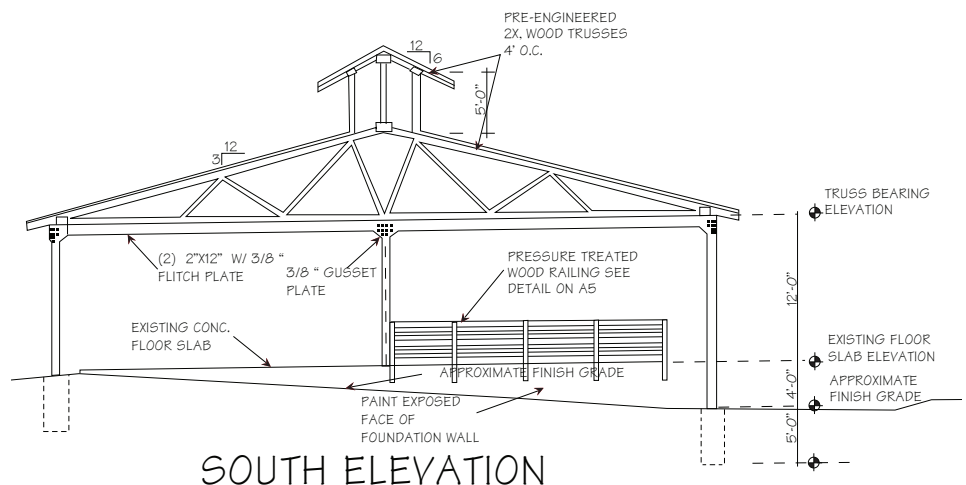 PRE-ENGINEERED
2X, WOOD TRUSSES
4' O.C.
12
6
5'-0"
12
3
TRUSS BEARING
ELEVATION
(2) 2"X12" W/ 3/8 "
FLITCH PLATE
3/8 " GUSSET
PLATE
PRESSURE TREATED
WOOD RAILING SEE
DETAIL ON A5
12'-0"
EXISTING CONC.
FLOOR SLAB
EXISTING FLOOR
SLAB ELEVATION
APPROXIMATE FINISH GRADE
4'-0"
APPROXIMATE
FINISH GRADE
PAINT EXPOSED
FACE OF
FOUNDATION WALL
5'-0"
SOUTH ELEVATION